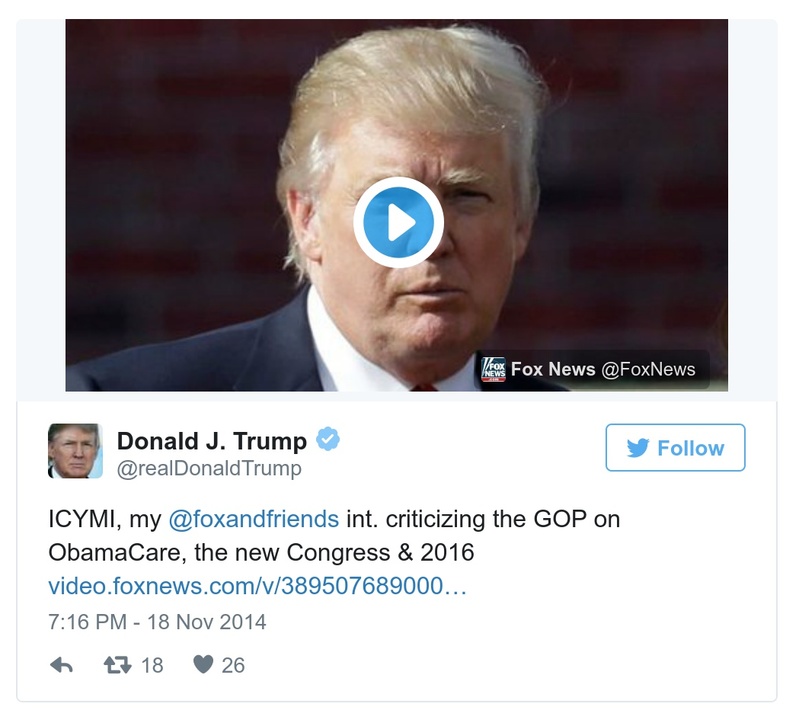 FOX
NEWS
Fox News @FoxNews
Donald J. Trump
@realDonaldTrump
Follow
ICYMI, my @foxandfriends int. criticizing the GOP on
ObamaCare, the new Congress & 2016
video.foxnews.com/v/389507689000…
7:16 PM - 18 Nov 2014
18 26